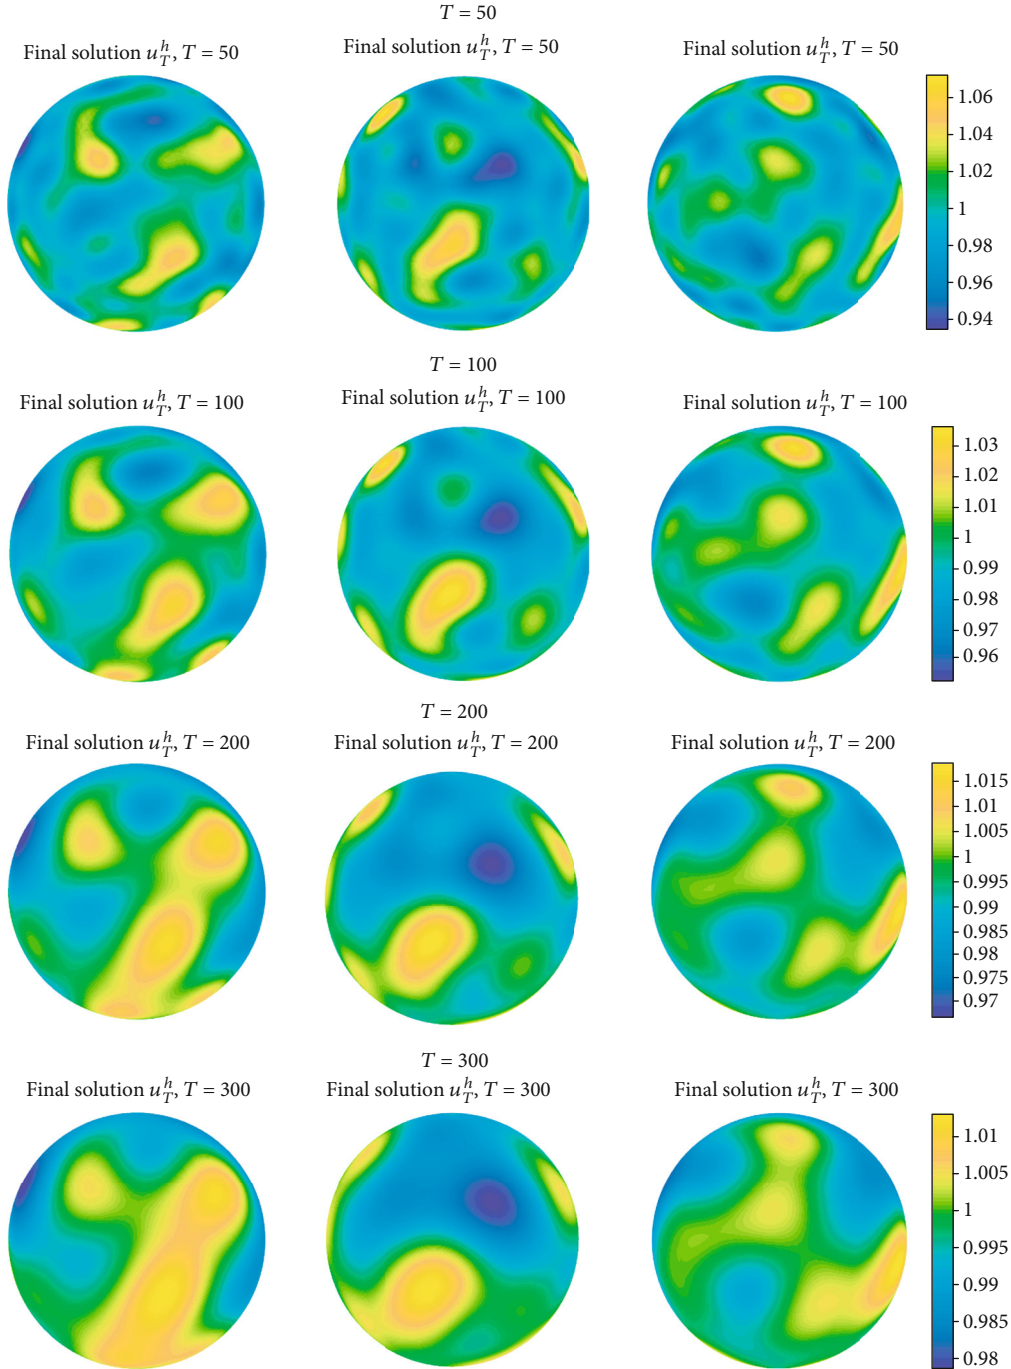 T = 50
Final solution u_T^h, T = 50
Final solution u_T^h, T = 50
Final solution u_T^h, T = 50
1.06
1.04
1.02
1
0.98
0.96
0.94
T = 100
Final solution u_T^h, T = 100
Final solution u_T^h, T = 100
Final solution u_T^h, T = 100
1.03
1.02
1.01
1
0.99
0.98
0.97
0.96
T = 200
Final solution u_T^h, T = 200
Final solution u_T^h, T = 200
Final solution u_T^h, T = 200
1.015
1.01
1.005
1
0.995
0.99
0.985
0.98
0.975
0.97
T = 300
Final solution u_T^h, T = 300
Final solution u_T^h, T = 300
Final solution u_T^h, T = 300
1.01
1.005
1
0.995
0.99
0.985
0.98